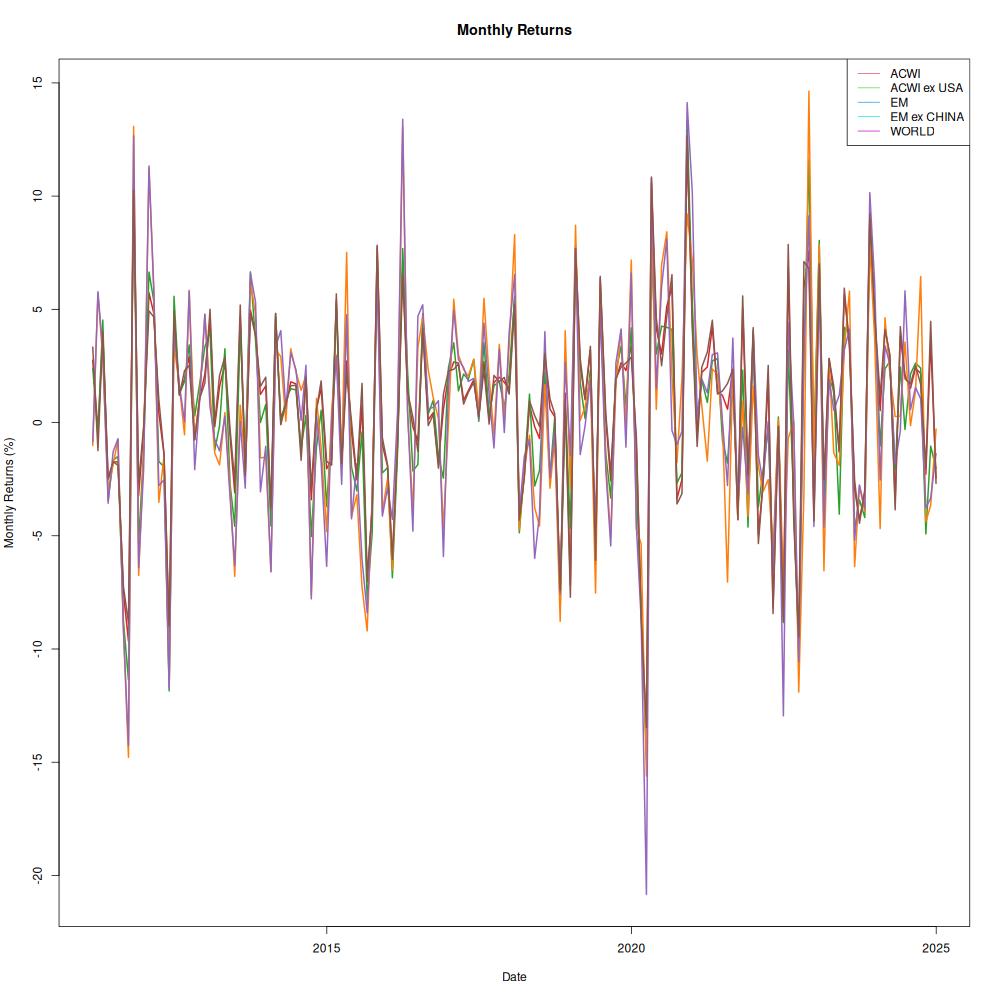 Monthly Returns
ACWI
ACWI ex USA
EM
EM ex CHINA
WORLD
15
10
5
0
-5
-10
-15
-20
Monthly Returns (%)
2015
2020
2025
Date